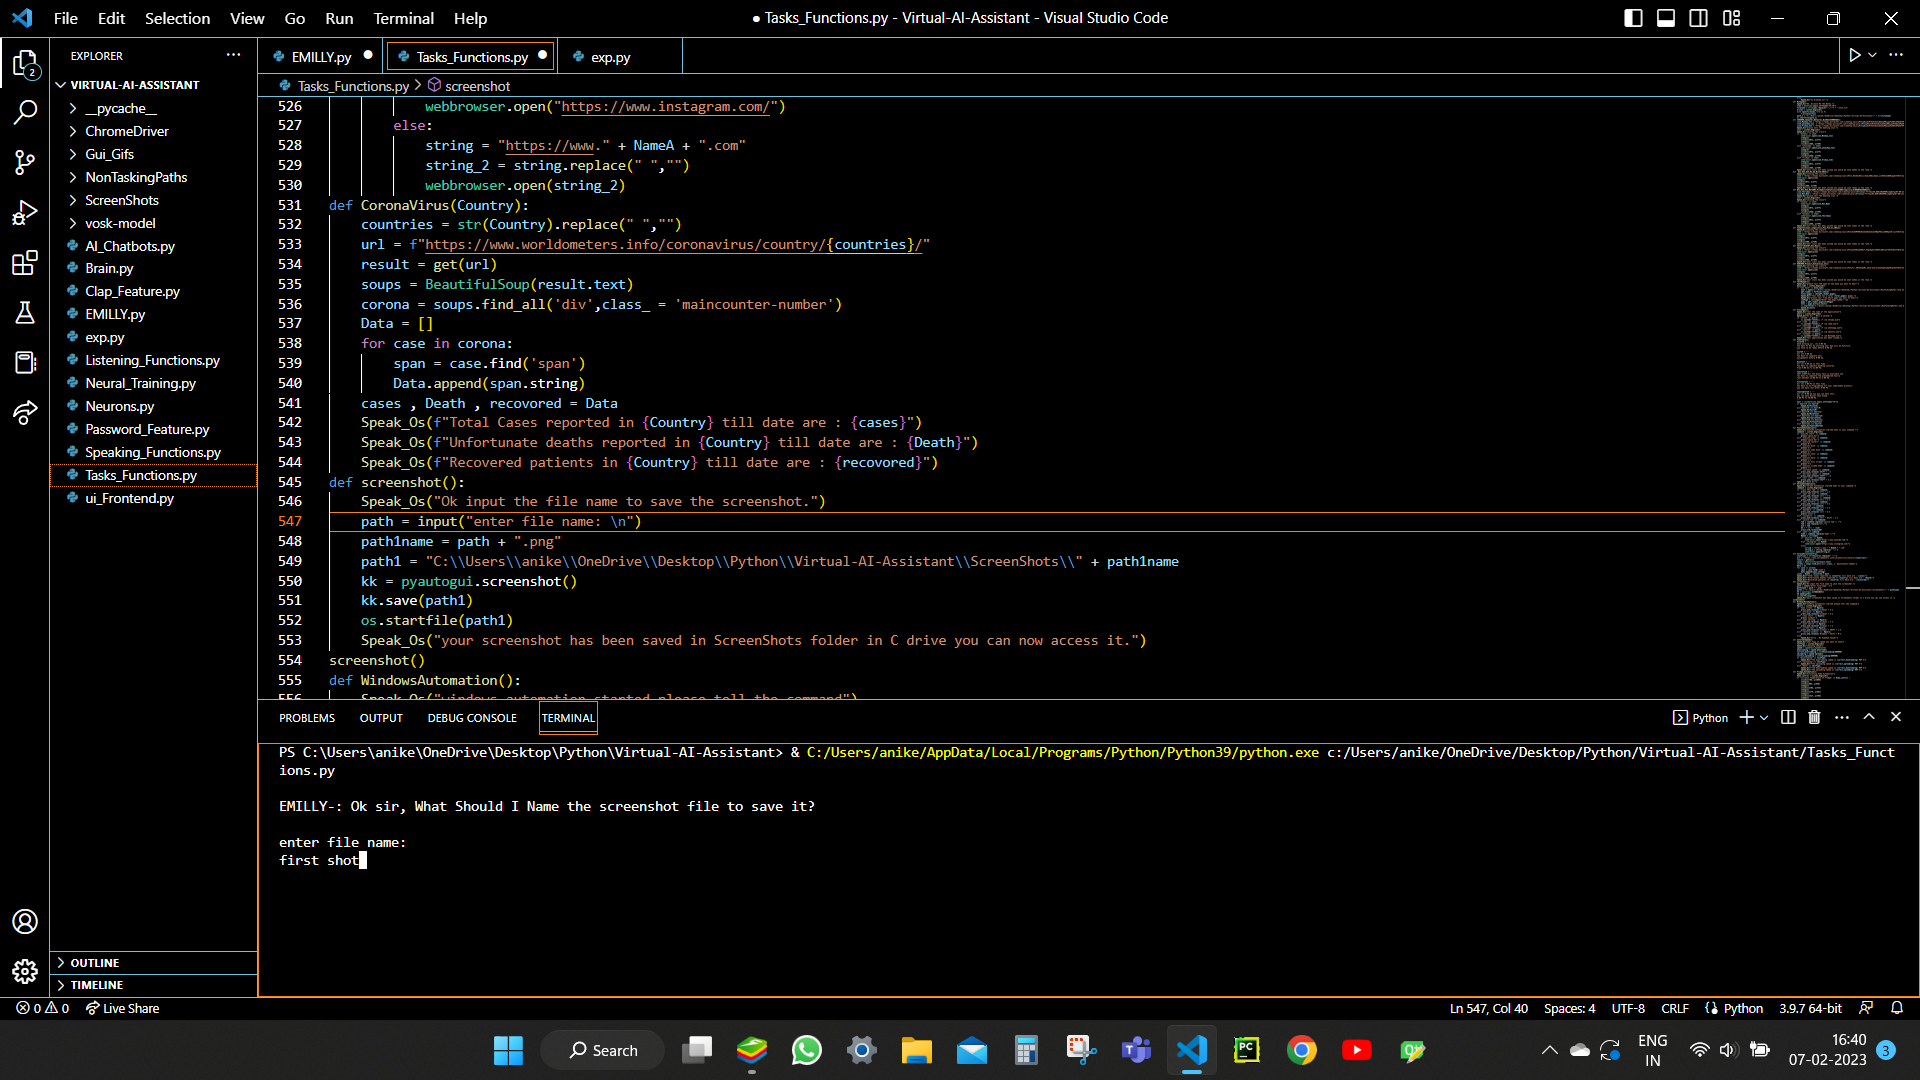 File Edit Selection View Go Run Terminal Help
● Tasks_Functions.py - Virtual-AI-Assistant - Visual Studio Code
EXPLORER
VIRTUAL-AI-ASSISTANT
__pycache__
ChromeDriver
Gui_Gifs
NonTaskingPaths
ScreenShots
vosk-model
AI_Chatbots.py
Brain.py
Clap_Feature.py
EMILLY.py
exp.py
Listening_Functions.py
Neural_Training.py
Neurons.py
Password_Feature.py
Speaking_Functions.py
Tasks_Functions.py
ui_Frontend.py
OUTLINE
TIMELINE
2
EMILLY.py ● Tasks_Functions.py ● exp.py
Tasks_Functions.py > screenshot
526 webbrowser.open("https://www.instagram.com/")
527 else:
528 string = "https://www." + NameA + ".com"
529 string_2 = string.replace(" ","")
530 webbrowser.open(string_2)
531 def CoronaVirus(Country):
532 countries = str(Country).replace(" ","")
533 url = f"https://www.worldometers.info/coronavirus/country/{countries}/"
534 result = get(url)
535 soups = BeautifulSoup(result.text)
536 corona = soups.find_all('div',class_ = 'maincounter-number')
537 Data = []
538 for case in corona:
539 span = case.find('span')
540 Data.append(span.string)
541 cases , Death , recovored = Data
542 Speak_Os(f"Total Cases reported in {Country} till date are : {cases}")
543 Speak_Os(f"Unfortunate deaths reported in {Country} till date are : {Death}")
544 Speak_Os(f"Recovered patients in {Country} till date are : {recovored}")
545 def screenshot():
546 Speak_Os("Ok input the file name to save the screenshot.")
547 path = input("enter file name: \n")
548 path1name = path + ".png"
549 path1 = "C:\\Users\\anike\\OneDrive\\Desktop\\Python\\Virtual-AI-Assistant\\ScreenShots\\" + path1name
550 kk = pyautogui.screenshot()
551 kk.save(path1)
552 os.startfile(path1)
553 Speak_Os("your screenshot has been saved in ScreenShots folder in C drive you can now access it.")
554 screenshot()
555 def WindowsAutomation():
556 Speak_Os("windows automation started please tell the command")
PROBLEMS OUTPUT DEBUG CONSOLE TERMINAL
Python
PS C:\Users\anike\OneDrive\Desktop\Python\Virtual-AI-Assistant> & C:/Users/anike/AppData/Local/Programs/Python/Python39/python.exe c:/Users/anike/OneDrive/Desktop/Python/Virtual-AI-Assistant/Tasks_Funct
ions.py
EMILLY-: Ok sir, What Should I Name the screenshot file to save it?
enter file name:
first shot
0 0 Live Share
Ln 547, Col 40 Spaces: 4 UTF-8 CRLF Python 3.9.7 64-bit
Search
PC
ENG
IN
16:40
07-02-2023
3